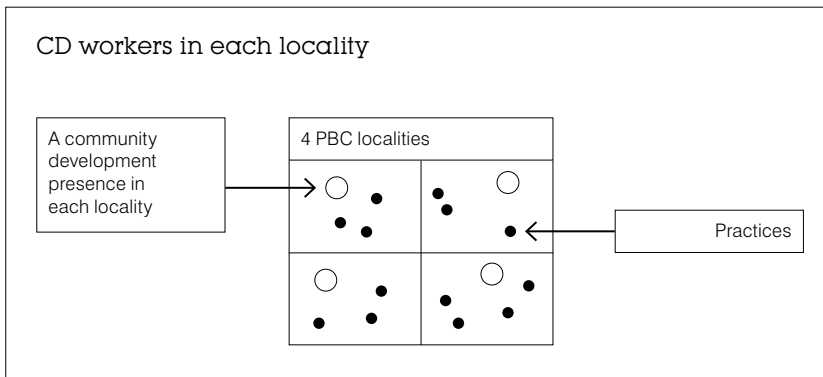 CD workers in each locality
A community
development
presence in
each locality
4 PBC localities
Practices